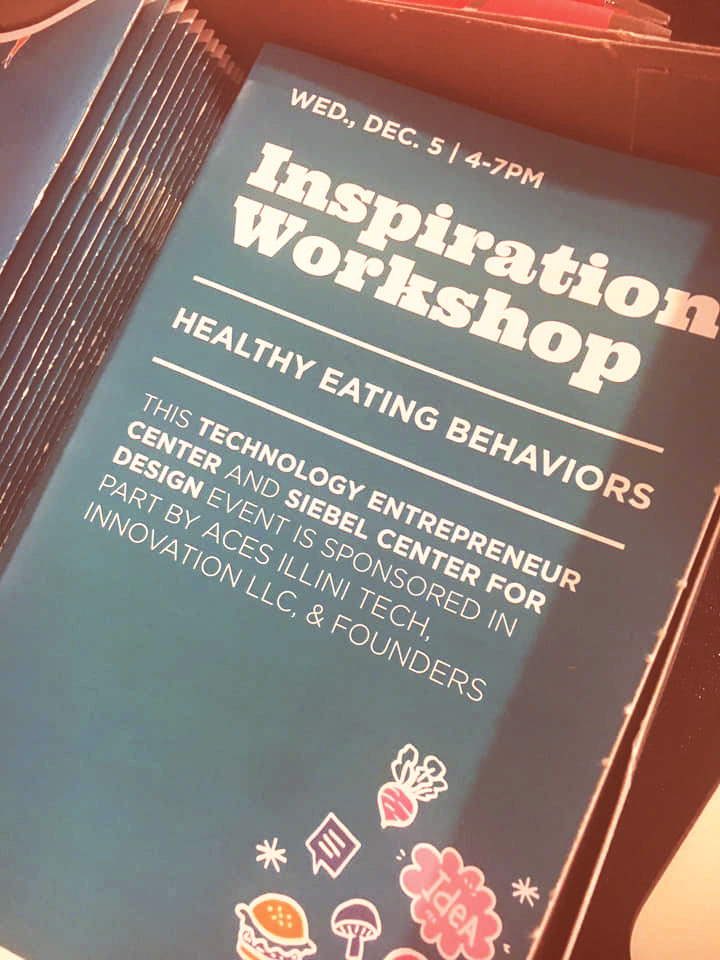 WED., DEC. 5 | 4-7PM
Inspiration
Workshop
HEALTHY EATING BEHAVIORS
THIS TECHNOLOGY ENTREPRENEUR
CENTER AND SIEBEL CENTER FOR
DESIGN EVENT IS SPONSORED IN
PART BY ACES ILLINI TECH,
INNOVATION LLC, & FOUNDERS
IdeA